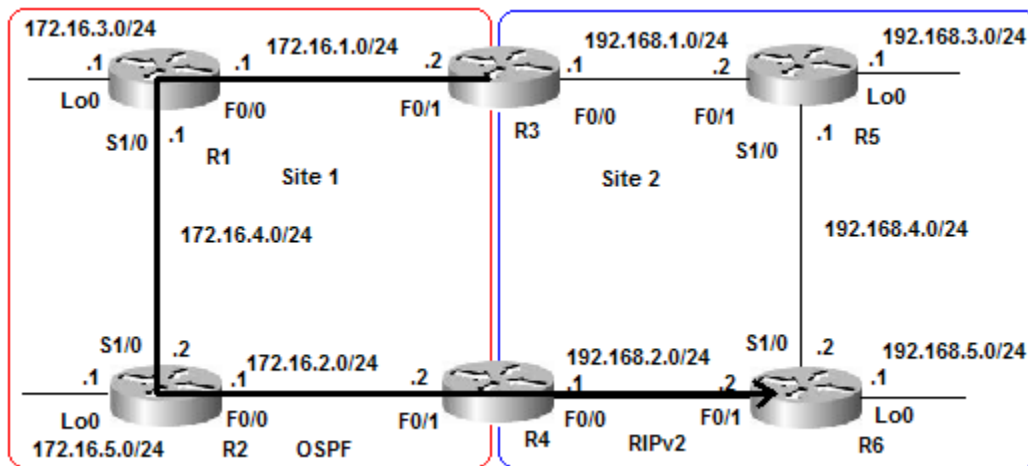 172.16.3.0/24
172.16.1.0/24
192.168.1.0/24
192.168.3.0/24
.1
.1
.2
.1
.2
.1
Lo0
F0/0
F0/1
R3
F0/0
F0/1
Lo0
S1/0
.1
R1
S1/0
.1
R5
Site 1
Site 2
172.16.4.0/24
192.168.4.0/24
S1/0
.2
172.16.2.0/24
192.168.2.0/24
S1/0
.2
192.168.5.0/24
.1
.1
.2
.1
.2
.1
Lo0
F0/0
F0/1
R4
F0/0
F0/1
Lo0
172.16.5.0/24
R2
OSPF
RIPv2
R6